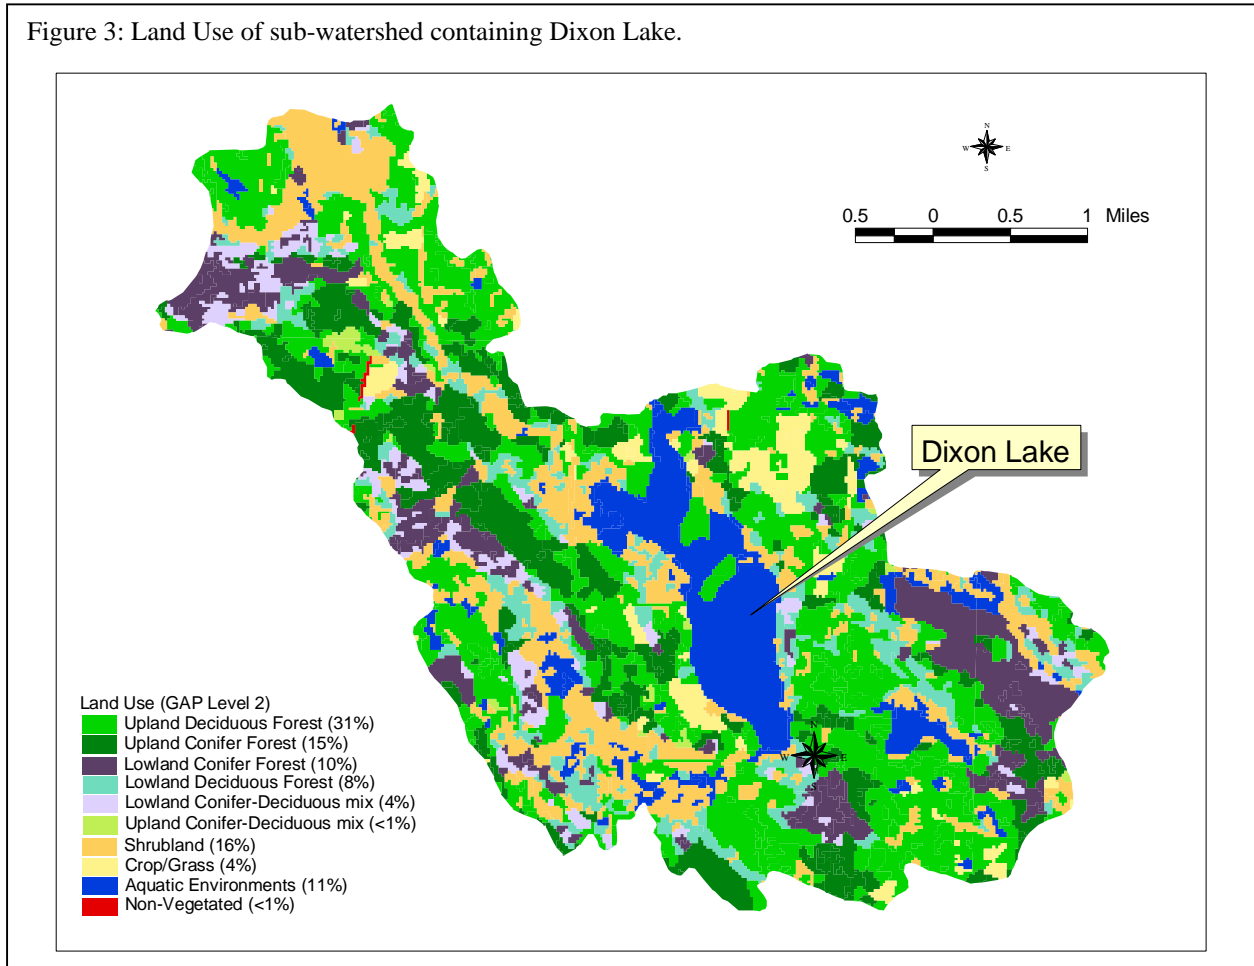 Figure 3: Land Use of sub-watershed containing Dixon Lake.
N
W E
S
0.5 0 0.5 1 Miles
Dixon Lake
Land Use (GAP Level 2)
Upland Deciduous Forest (31%)
Upland Conifer Forest (15%)
Lowland Conifer Forest (10%)
Lowland Deciduous Forest (8%)
Lowland Conifer-Deciduous mix (4%)
Upland Conifer-Deciduous mix (<1%)
Shrubland (16%)
Crop/Grass (4%)
Aquatic Environments (11%)
Non-Vegetated (<1%)
N
W E
S